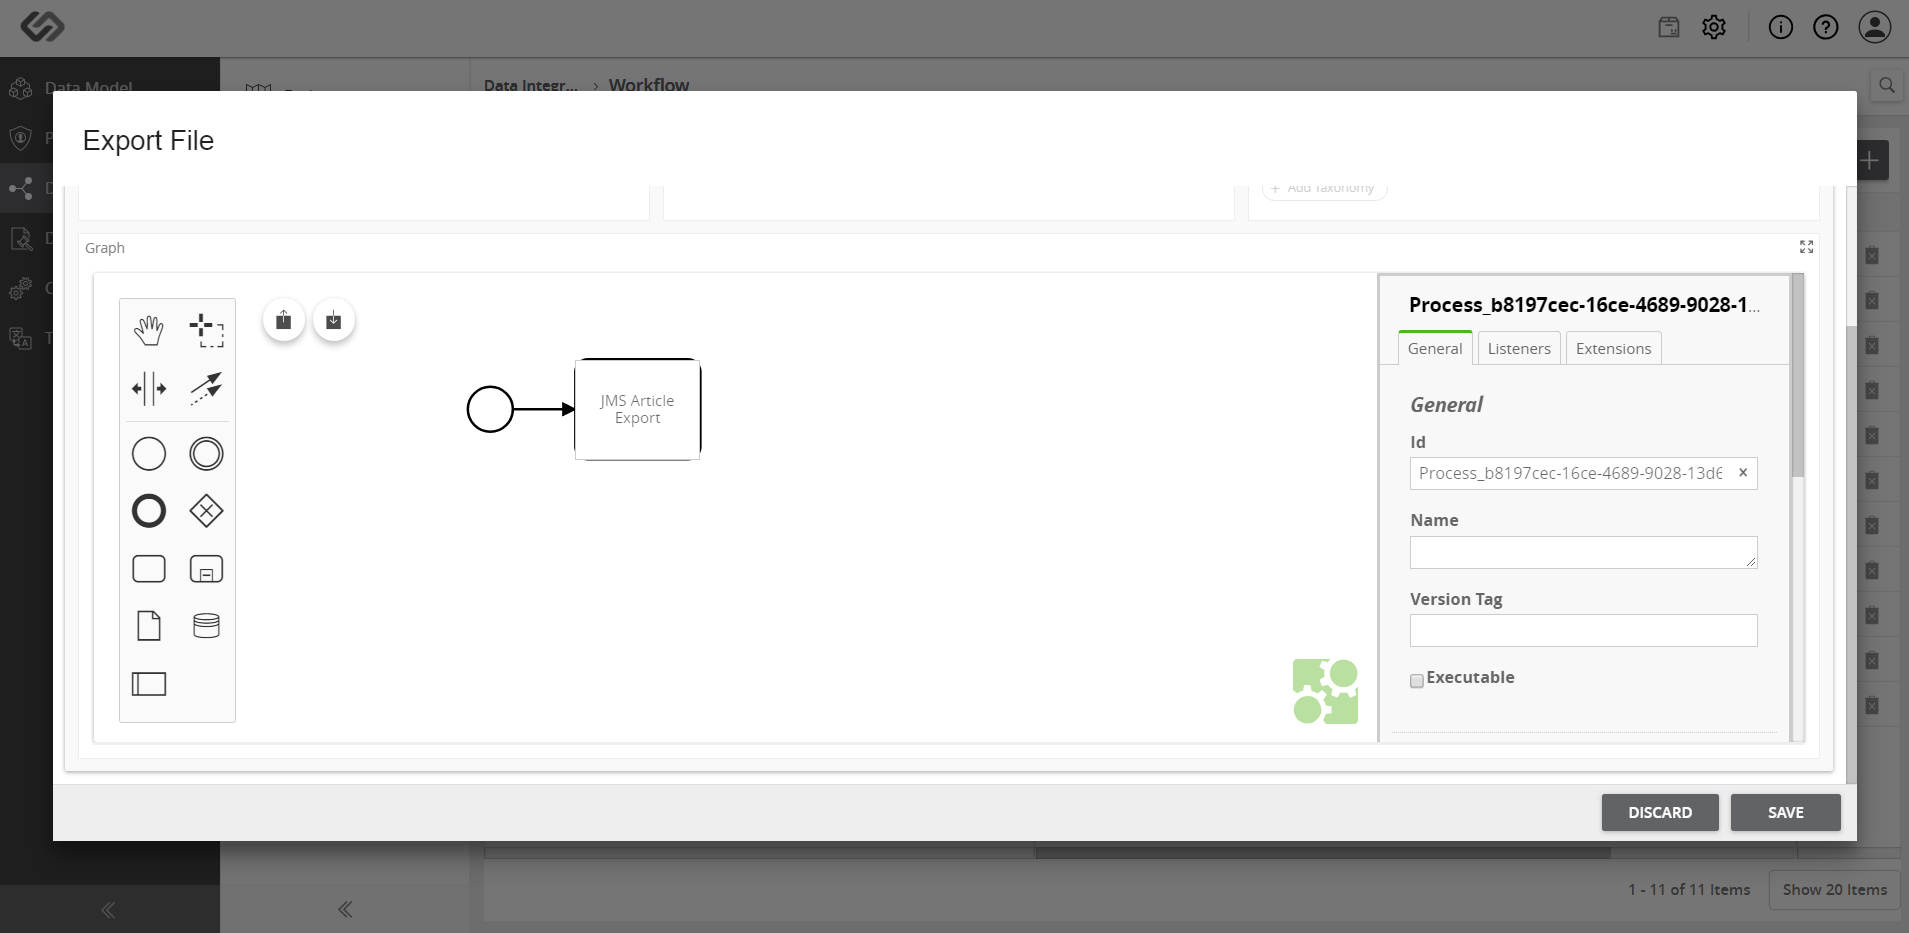 Data Model
Data Integr... › Workflow
Export File
+ Add Taxonomy
Graph
JMS Article
Export
Process_b8197cec-16ce-4689-9028-1...
General
Listeners
Extensions
General
Id
Process_b8197cec-16ce-4689-9028-13d6
Name
Version Tag
Executable
DISCARD
SAVE
1 - 11 of 11 Items
Show 20 Items